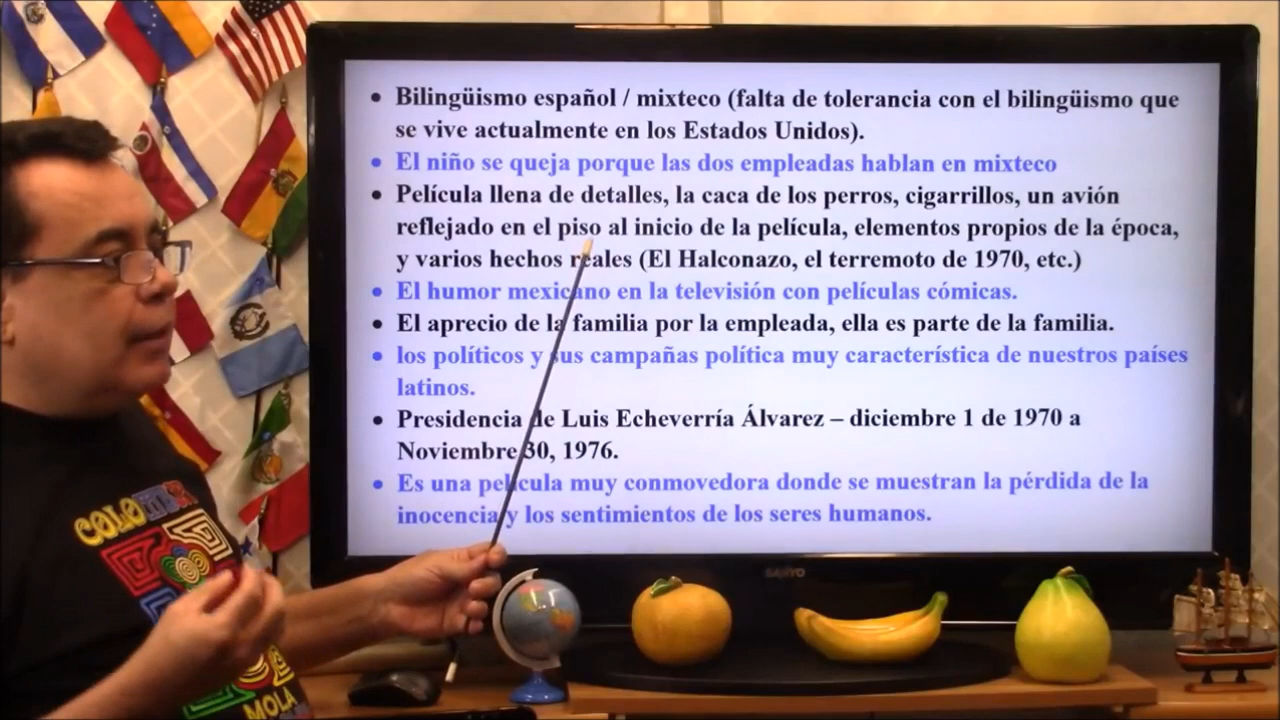 • Bilingüismo español / mixteco (falta de tolerancia con el bilingüismo que
se vive actualmente en los Estados Unidos).
• El niño se queja porque las dos empleadas hablan en mixteco
• Película llena de detalles, la caca de los perros, cigarrillos, un avión
reflejado en el piso al inicio de la película, elementos propios de la época,
y varios hechos reales (El Halconazo, el terremoto de 1970, etc.)
• El humor mexicano en la televisión con películas cómicas.
• El aprecio de la familia por la empleada, ella es parte de la familia.
• los políticos y sus campañas política muy característica de nuestros países
latinos.
• Presidencia de Luis Echeverría Álvarez – diciembre 1 de 1970 a
Noviembre 30, 1976.
• Es una película muy conmovedora donde se muestran la pérdida de la
inocencia y los sentimientos de los seres humanos.
SANYO
COLOMBIA
MOLA